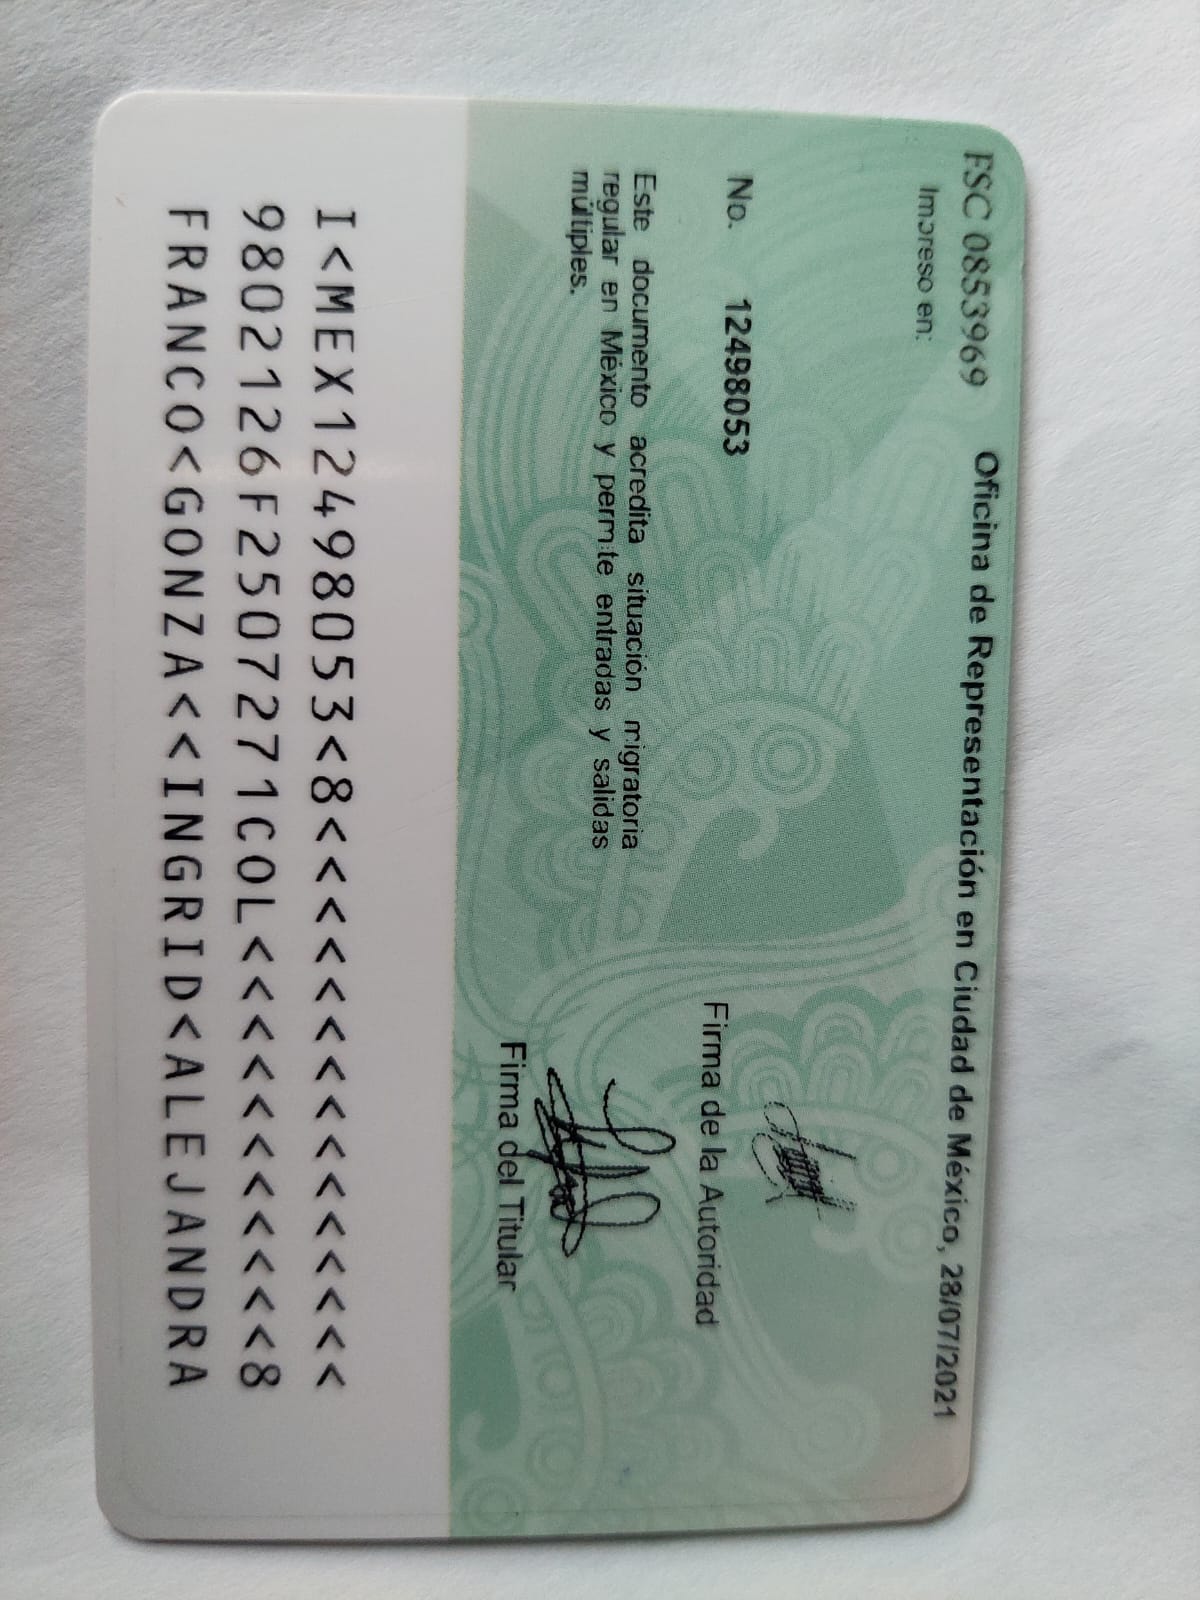 FSC 0853969
Oficina de Representación en Ciudad de México, 28/07/2021
Impreso en:
No. 12498053
Este documento acredita situación migratoria
regular en México y permite entradas y salidas
múltiples.
Firma de la Autoridad
Firma del Titular
I<MEX12498053<8<<<<<<<<<<<<<<<
9802126F2507271COL<<<<<<<<<<<8
FRANCO<GONZA<<INGRID<ALEJANDRA